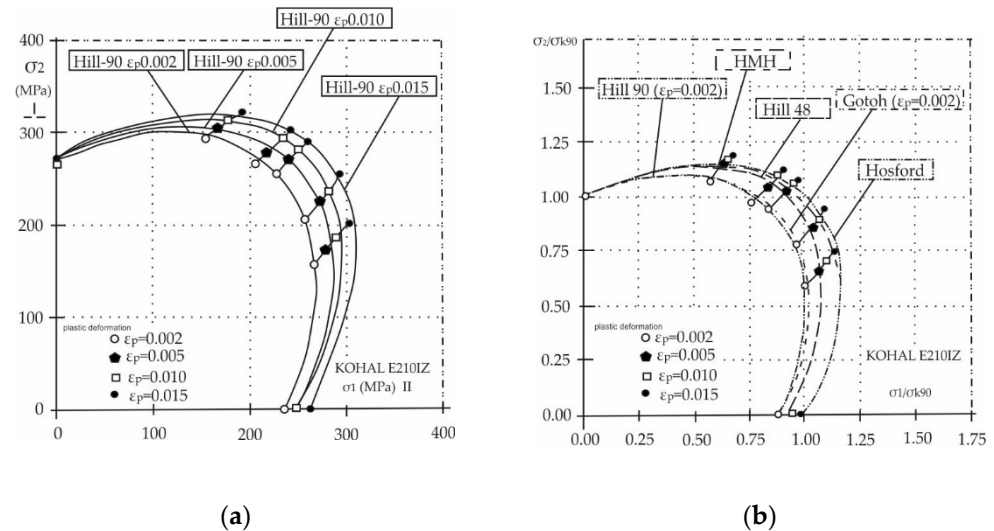 Hill-90 εp0.010
Hill-90 εp0.002
Hill-90 εp0.005
Hill-90 εp0.015
400
σ2
(MPa)
⊥
300
200
100
0
plastic deformation
εp=0.002
εp=0.005
εp=0.010
εp=0.015
KOHAL E210IZ
σ1 (MPa) II
0
100
200
300
400
(a)
σ2/σk90
1.50
1.25
1.00
0.75
0.50
0.25
0.00
HMH
Hill 90 (εp=0.002)
Hill 48
Gotoh (εp=0.002)
Hosford
plastic deformation
εp=0.002
εp=0.005
εp=0.010
εp=0.015
KOHAL E210IZ
σ1/σk90
0.00
0.25
0.50
0.75
1.00
1.25
1.50
1.75
(b)